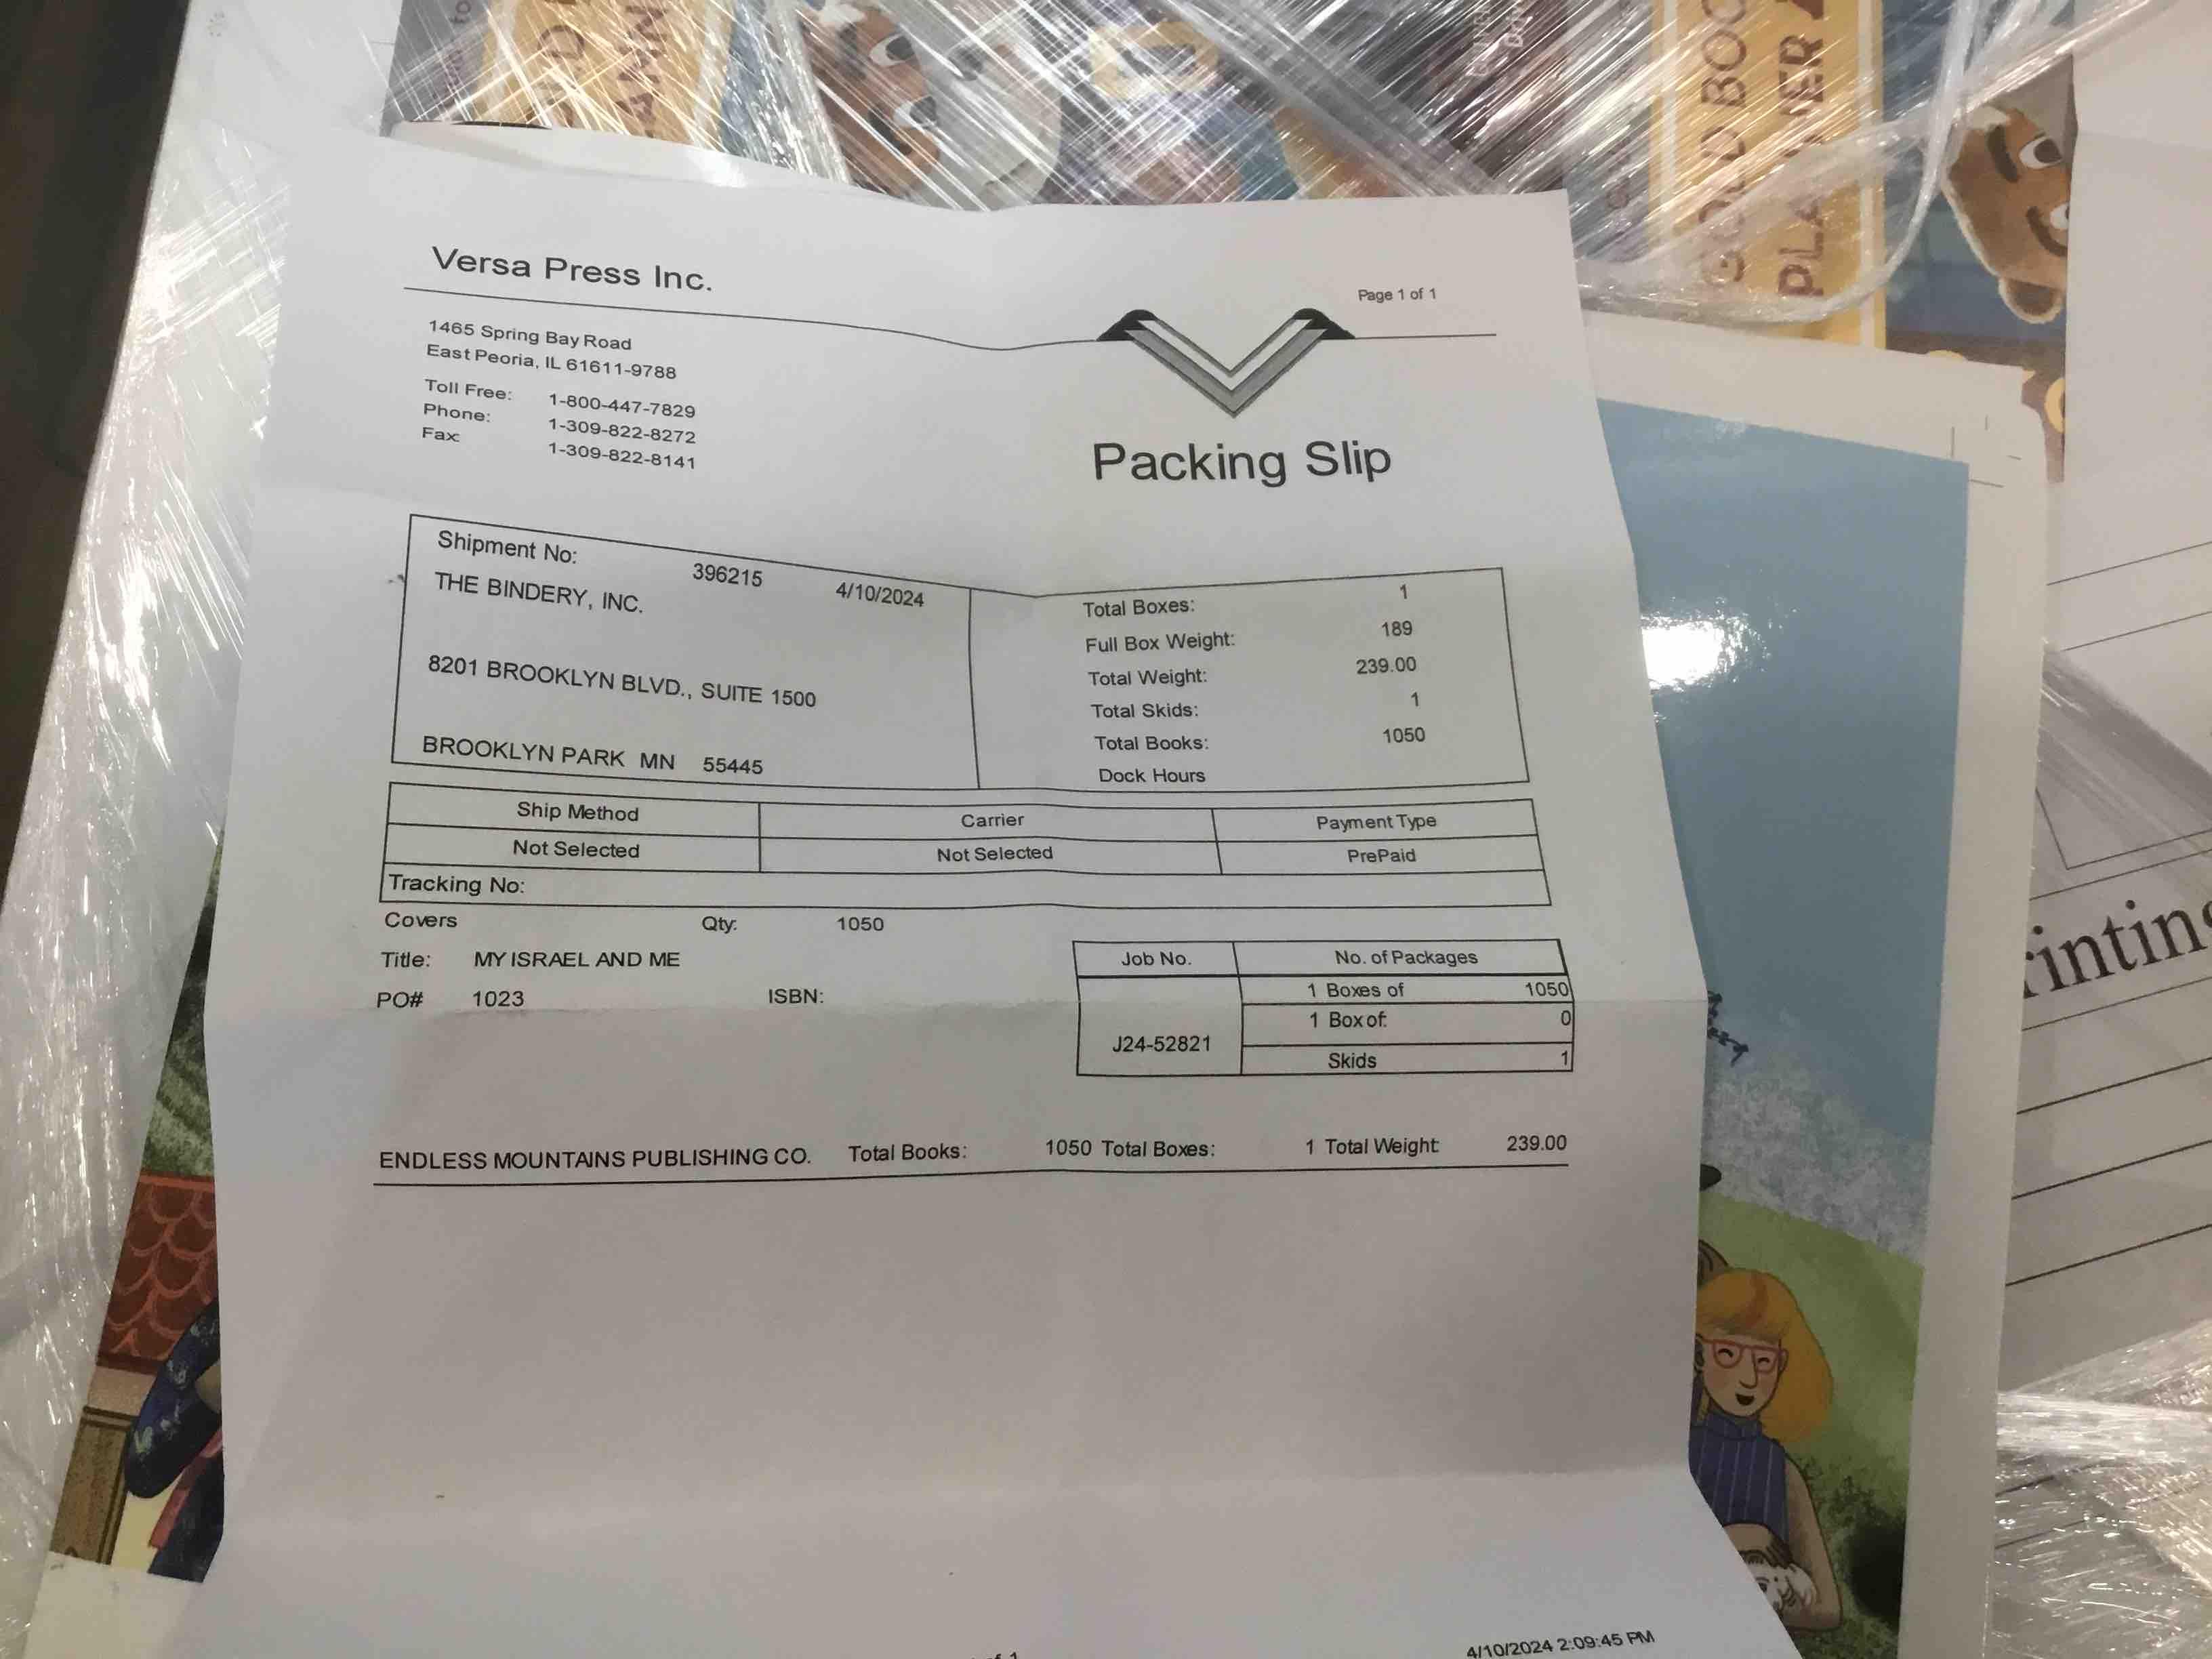 Versa Press Inc.
Page 1 of 1
1465 Spring Bay Road
East Peoria, IL 61611-9788
Toll Free: 1-800-447-7829
Phone: 1-309-822-8272
Fax: 1-309-822-8141
Packing Slip
Shipment No: 396215 4/10/2024
THE BINDERY, INC.
8201 BROOKLYN BLVD., SUITE 1500
BROOKLYN PARK MN 55445
Total Boxes: 1
Full Box Weight: 189
Total Weight: 239.00
Total Skids: 1
Total Books: 1050
Dock Hours
Ship Method Carrier Payment Type
Not Selected Not Selected PrePaid
Tracking No:
Covers Qty: 1050
Title: MY ISRAEL AND ME
PO# 1023 ISBN:
Job No. No. of Packages
1 Boxes of 1050
1 Box of: 0
J24-52821
Skids 1
ENDLESS MOUNTAINS PUBLISHING CO. Total Books: 1050 Total Boxes: 1 Total Weight: 239.00
4/10/2024 2:09:45 PM